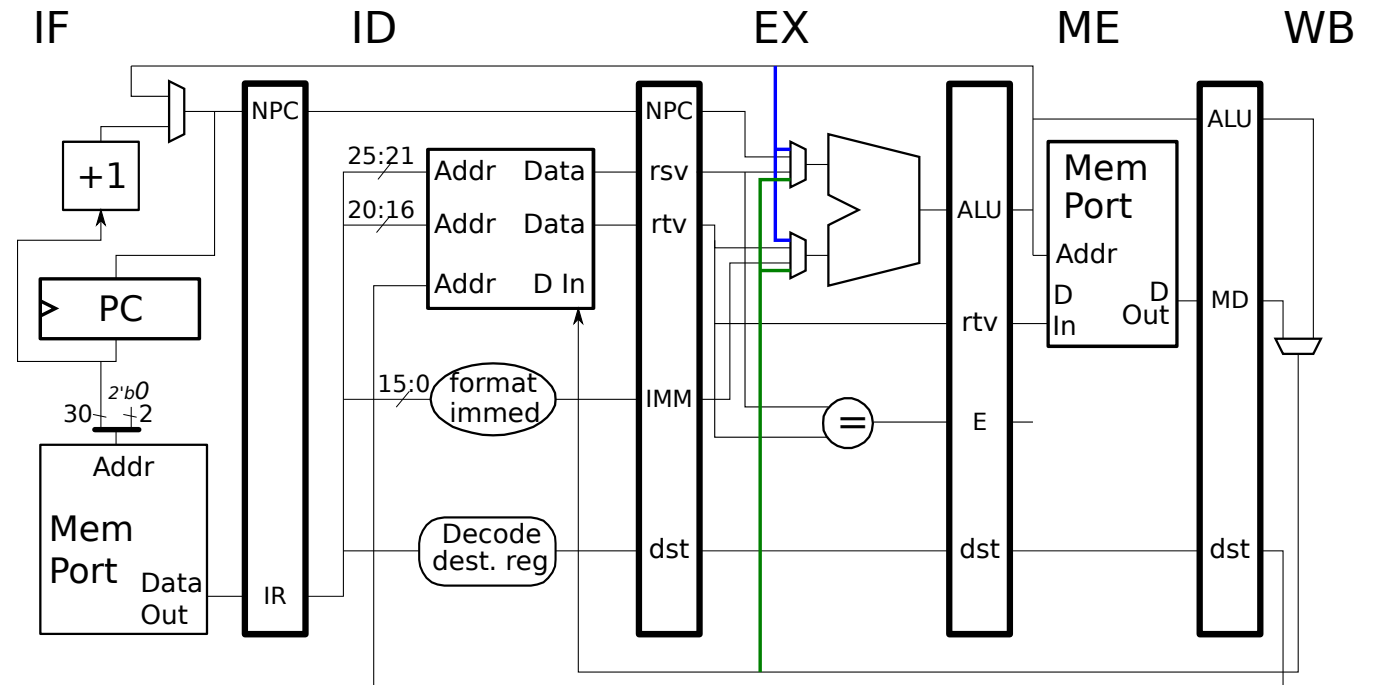 IF ID EX ME WB
NPC
NPC
ALU
+1
25:21
Addr Data
rsv
Mem
Port
20:16
Addr Data
rtv
ALU
Addr
PC
Addr D In
D
In
D
Out
MD
rtv
2'b0
30 2
15:0
format
immed
IMM
E
Addr
Mem
Port
Data
Out
IR
Decode
dest. reg
dst
dst
dst
=